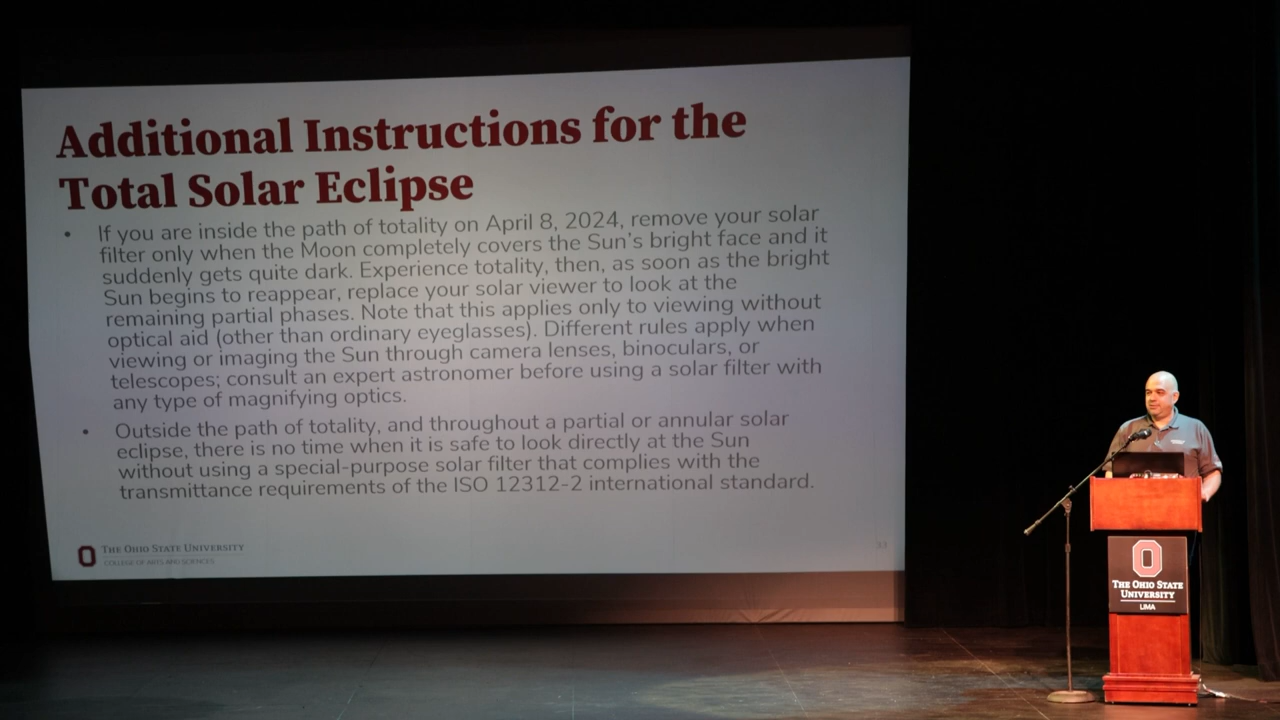 Additional Instructions for the
Total Solar Eclipse
• If you are inside the path of totality on April 8, 2024, remove your solar
filter only when the Moon completely covers the Sun's bright face and it
suddenly gets quite dark. Experience totality, then, as soon as the bright
Sun begins to reappear, replace your solar viewer to look at the
remaining partial phases. Note that this applies only to viewing without
optical aid (other than ordinary eyeglasses). Different rules apply when
viewing or imaging the Sun through camera lenses, binoculars, or
telescopes; consult an expert astronomer before using a solar filter with
any type of magnifying optics.
• Outside the path of totality, and throughout a partial or annular solar
eclipse, there is no time when it is safe to look directly at the Sun
without using a special-purpose solar filter that complies with the
transmittance requirements of the ISO 12312-2 international standard.
THE OHIO STATE UNIVERSITY
COLLEGE OF ARTS AND SCIENCES
THE OHIO STATE
UNIVERSITY
LIMA